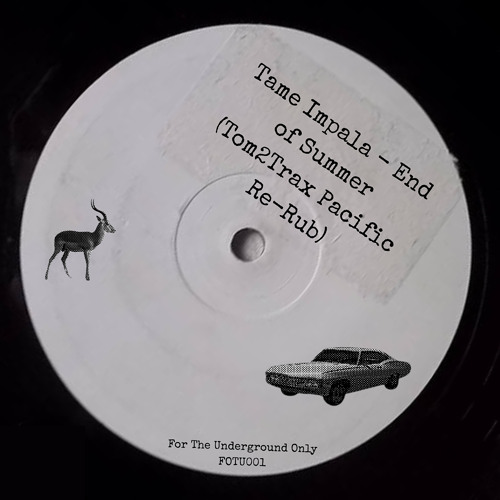 Tame Impala - End
of Summer
(Tom2Trax Pacific
Re-Rub)
For The Underground Only
FOTU001